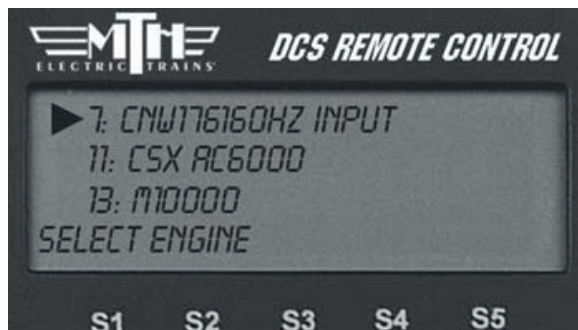 MTH
ELECTRIC TRAINS
DCS REMOTE CONTROL
7: CNW176160HZ INPUT
11: CSX AC6000
13: M10000
SELECT ENGINE
S1 S2 S3 S4 S5